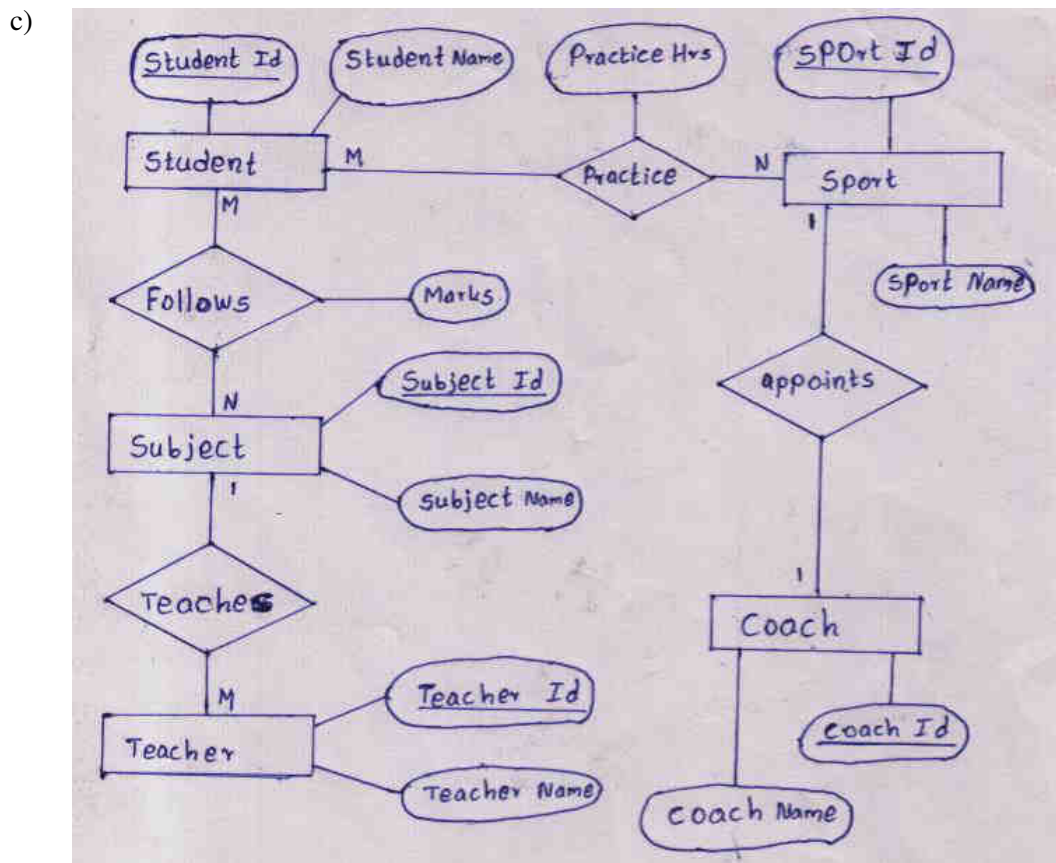 c)
Student Id
Student Name
Practice Hrs
SPOrt Id
Student
M
Practice
N
Sport
M
1
Sport Name
Follows
Marks
appoints
N
Subject Id
Subject
Subject Name
1
Teaches
1
Coach
M
Teacher Id
Teacher
Teacher Name
Coach Id
Coach Name